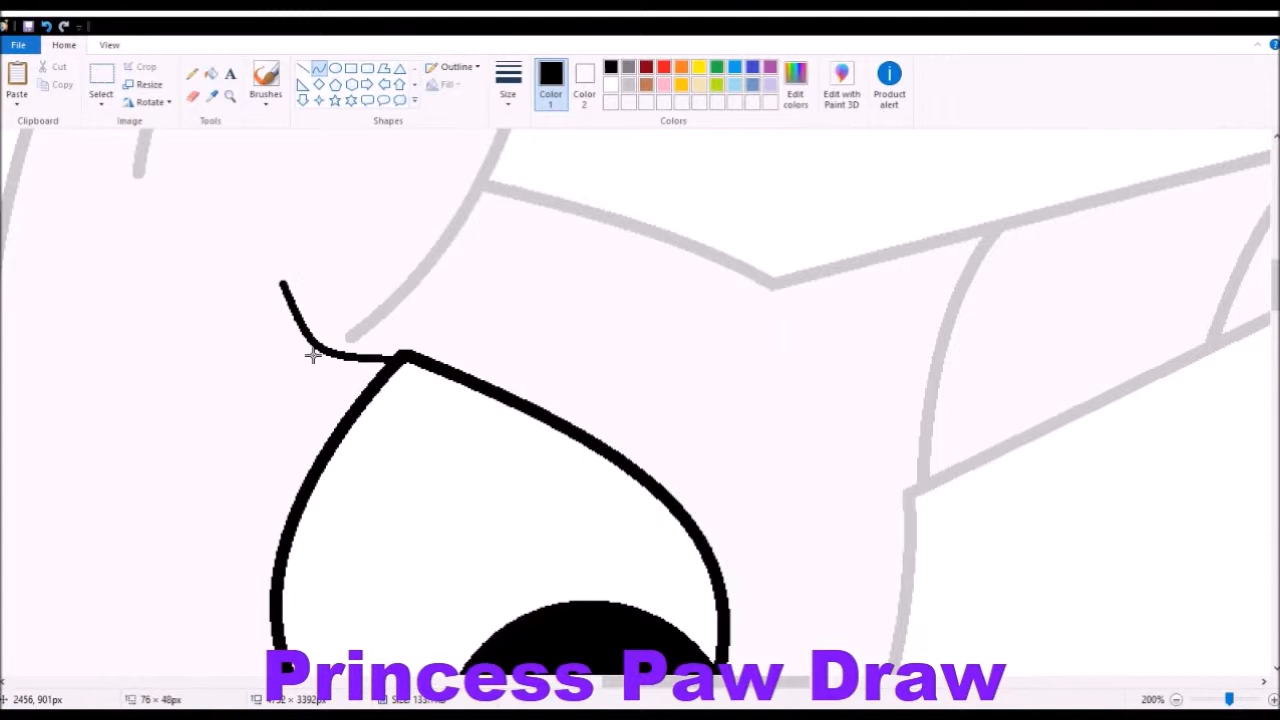 File Home View
Paste Cut Copy Clipboard
Select Crop Resize Rotate Image
A Tools
Brushes
Outline Fill Shapes
Size
Color 1
Color 2
Edit colors
Colors
Edit with Paint 3D
Product alert
Princess Paw Draw
2456, 901px 76 × 48px 200%